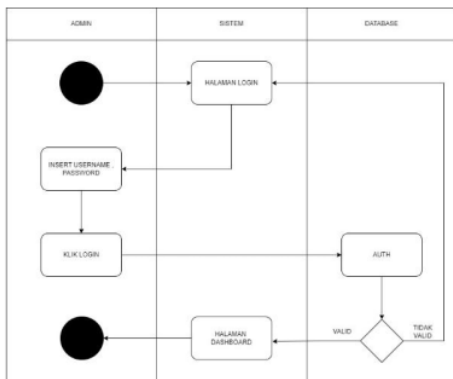 ADMIN
SISTEM
DATABASE
HALAMAN LOGIN
INSERT USERNAME ,
PASSWORD
KLIK LOGIN
AUTH
HALAMAN
DASHBOARD
VALID
TIDAK
VALID